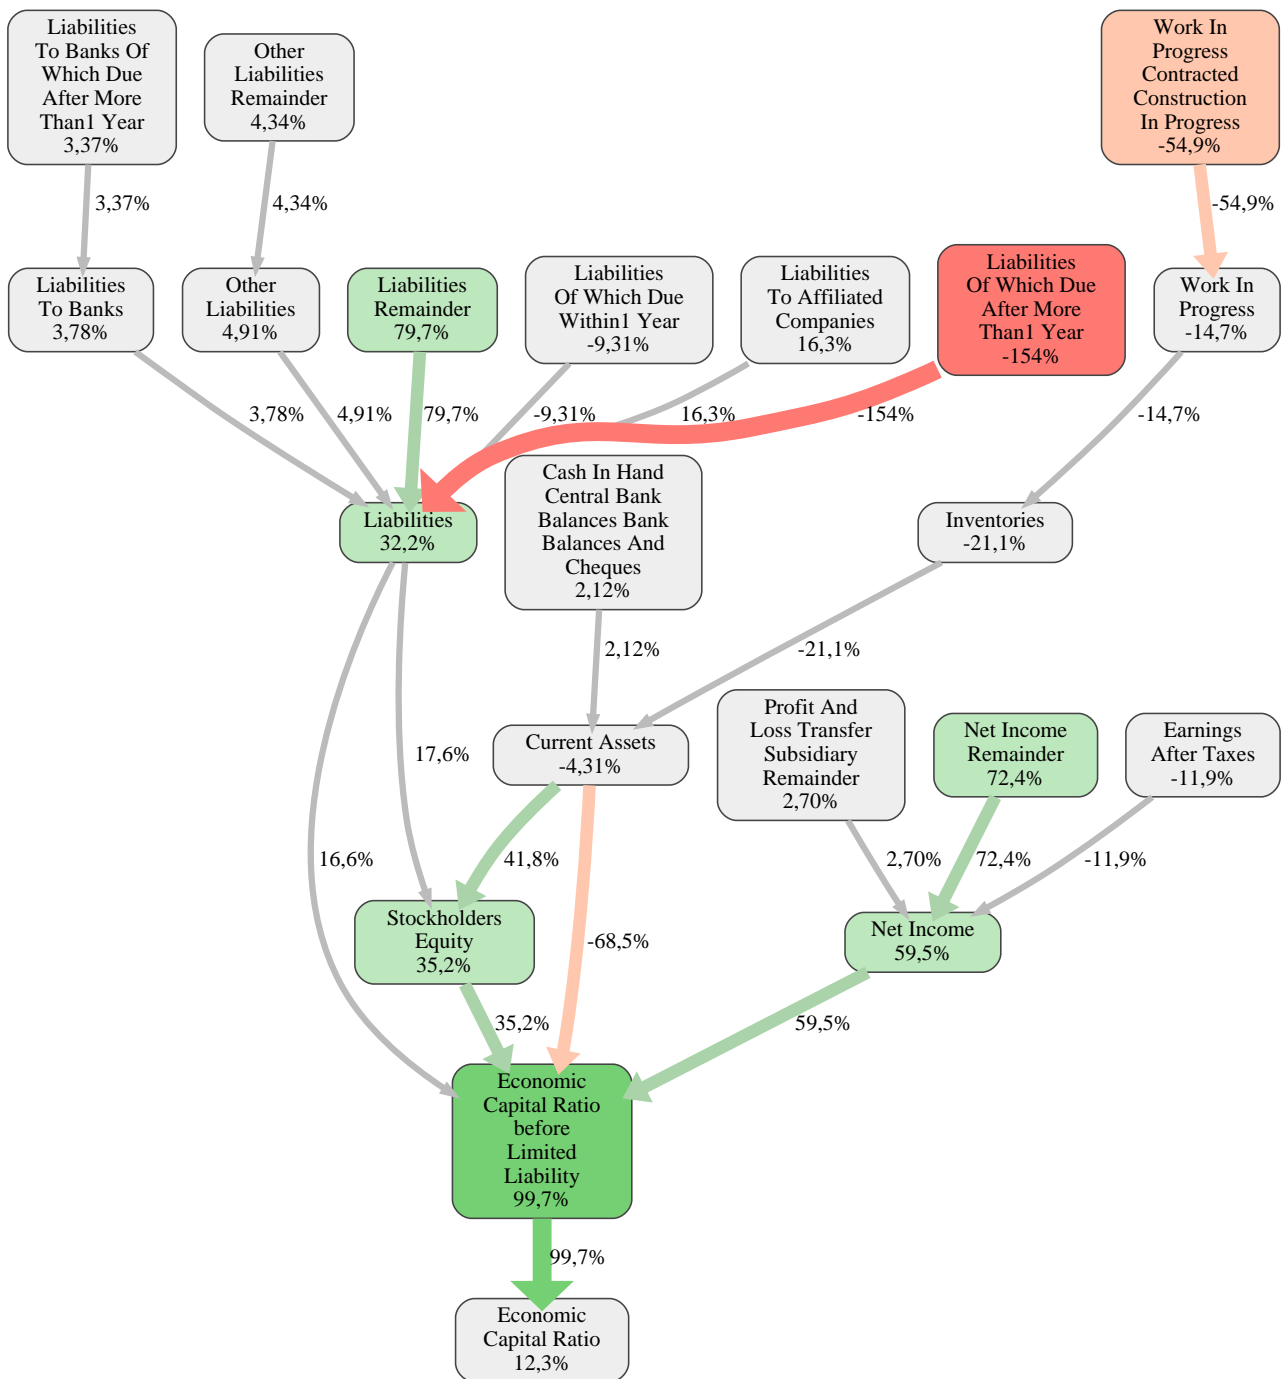 Liabilities
To Banks Of
Which Due
After More
Than1 Year
3,37%
Other
Liabilities
Remainder
4,34%
Work In
Progress
Contracted
Construction
In Progress
-54,9%
3,37%
4,34%
-54,9%
Liabilities
To Banks
3,78%
Other
Liabilities
4,91%
Liabilities
Remainder
79,7%
Liabilities
Of Which Due
Within1 Year
-9,31%
Liabilities
To Affiliated
Companies
16,3%
Liabilities
Of Which Due
After More
Than1 Year
-154%
Work In
Progress
-14,7%
3,78%
4,91%
79,7%
-9,31%
16,3%
-154%
-14,7%
Liabilities
32,2%
Cash In Hand
Central Bank
Balances Bank
Balances And
Cheques
2,12%
Inventories
-21,1%
2,12%
-21,1%
17,6%
Current Assets
-4,31%
Profit And
Loss Transfer
Subsidiary
Remainder
2,70%
Net Income
Remainder
72,4%
Earnings
After Taxes
-11,9%
16,6%
41,8%
2,70%
72,4%
-11,9%
Stockholders
Equity
35,2%
-68,5%
Net Income
59,5%
35,2%
59,5%
Economic
Capital Ratio
before
Limited
Liability
99,7%
99,7%
Economic
Capital Ratio
12,3%